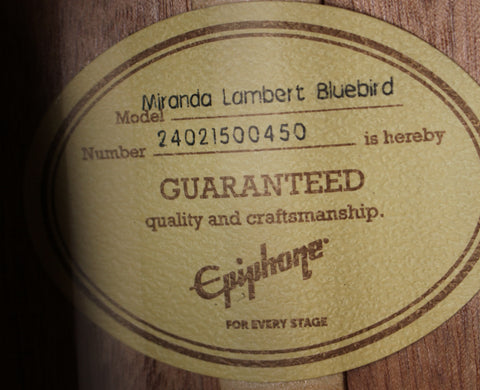 Model Miranda Lambert Bluebird
Number 24021500450 is hereby
GUARANTEED
quality and craftsmanship.
Epiphone
FOR EVERY STAGE